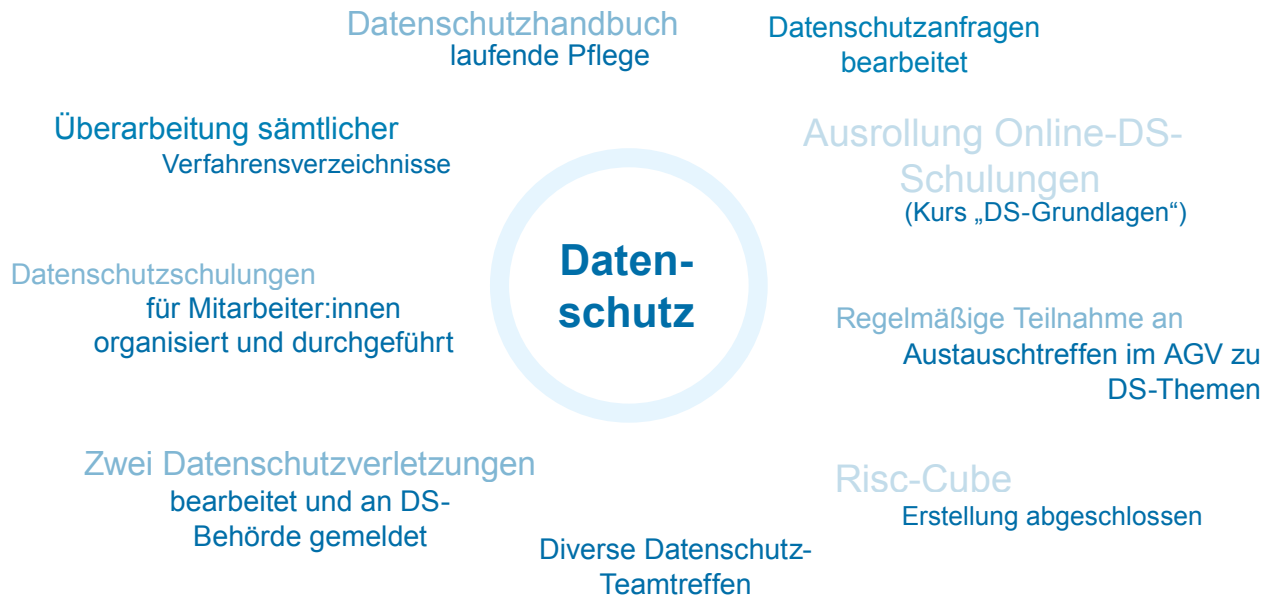 Datenschutzhandbuch
laufende Pflege
Datenschutzanfragen
bearbeitet
Überarbeitung sämtlicher
Verfahrensverzeichnisse
Ausrollung Online-DS-
Schulungen
(Kurs „DS-Grundlagen“)
Daten-
schutz
Datenschutzschulungen
für Mitarbeiter:innen
organisiert und durchgeführt
Regelmäßige Teilnahme an
Austauschtreffen im AGV zu
DS-Themen
Zwei Datenschutzverletzungen
bearbeitet und an DS-
Behörde gemeldet
Risc-Cube
Erstellung abgeschlossen
Diverse Datenschutz-
Teamtreffen